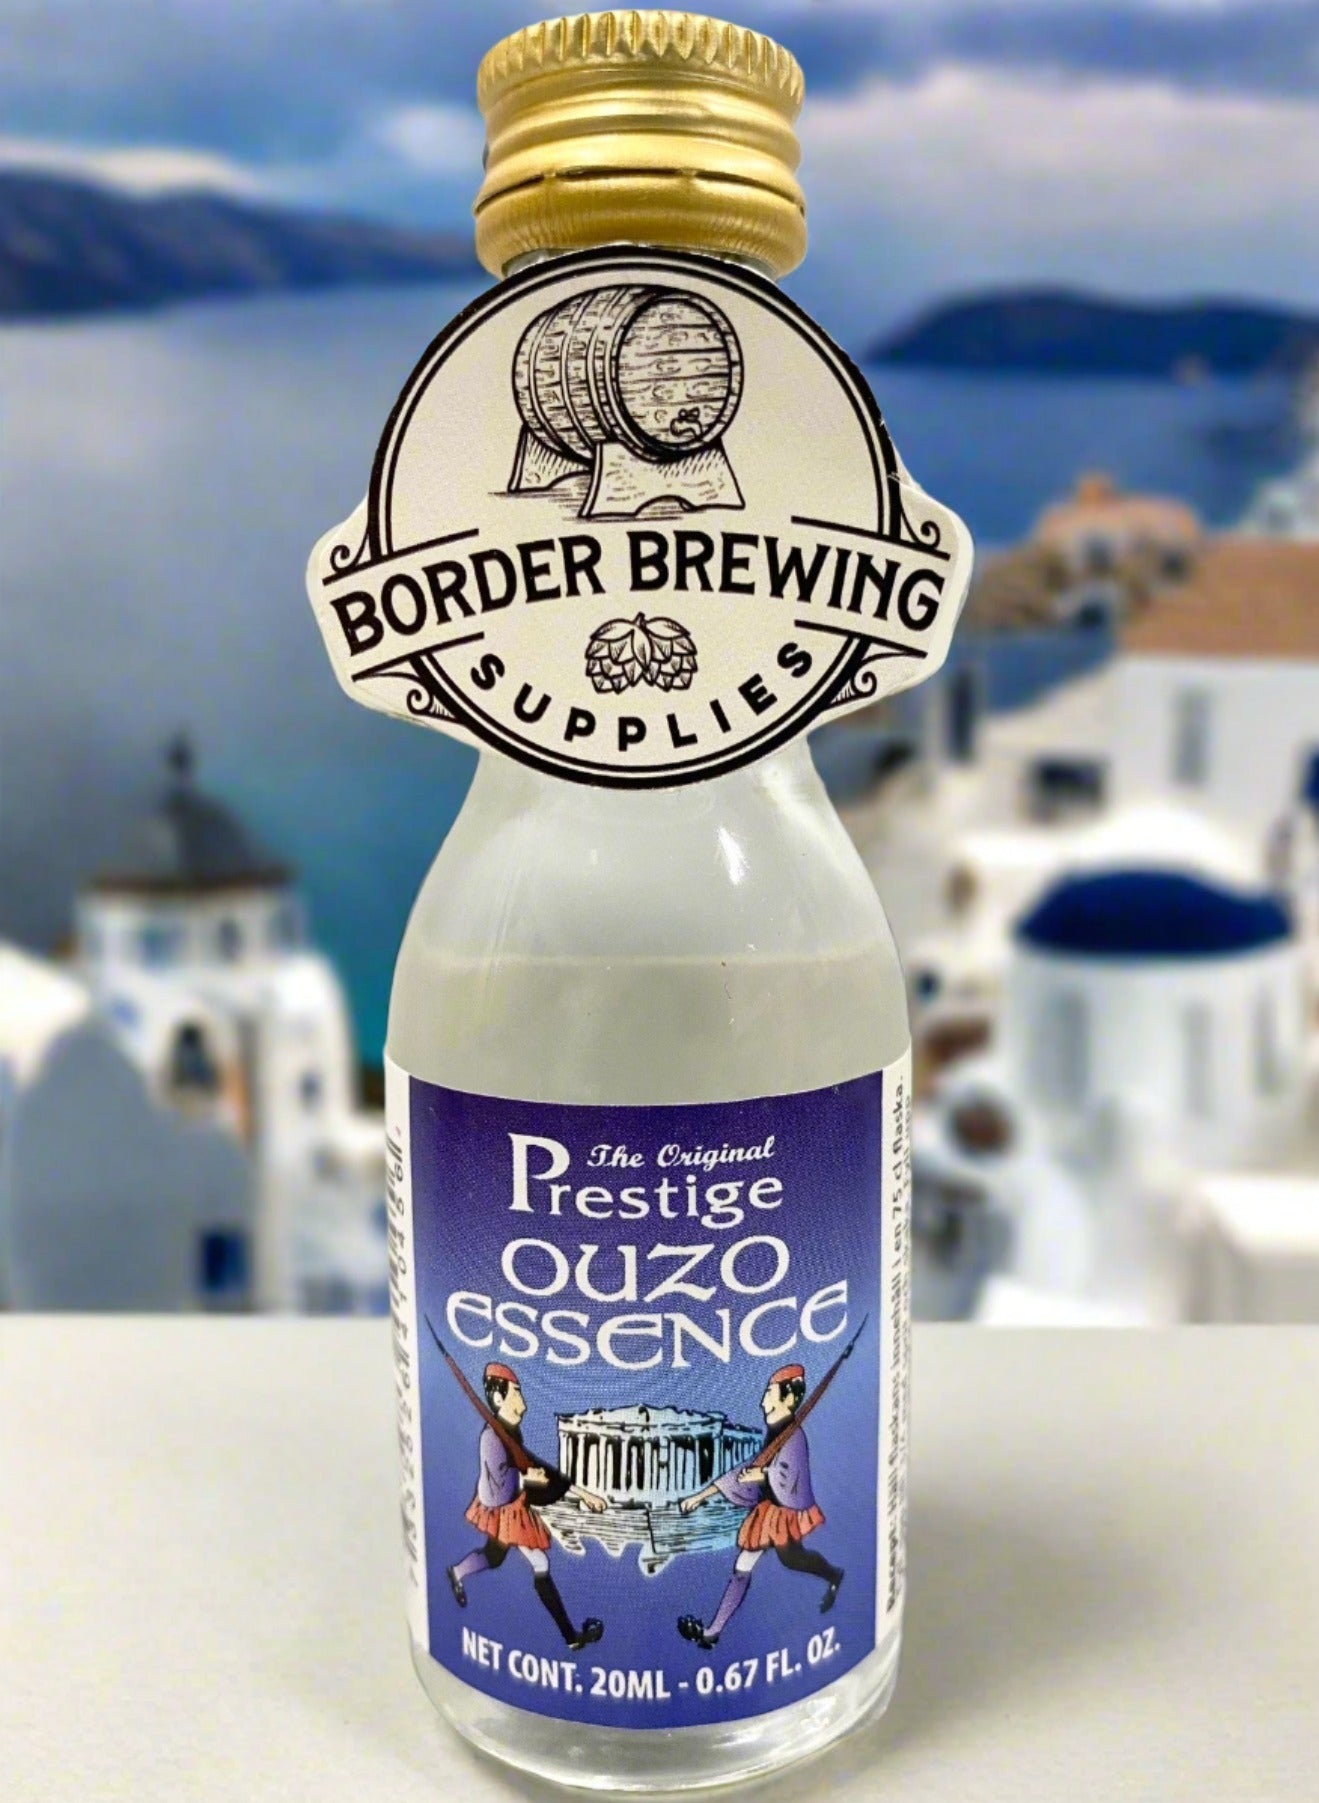 BORDER BREWING
SUPPLIES
The Original
Prestige
OUZO
ESSENCE
NET CONT. 20ML - 0.67 FL. OZ.